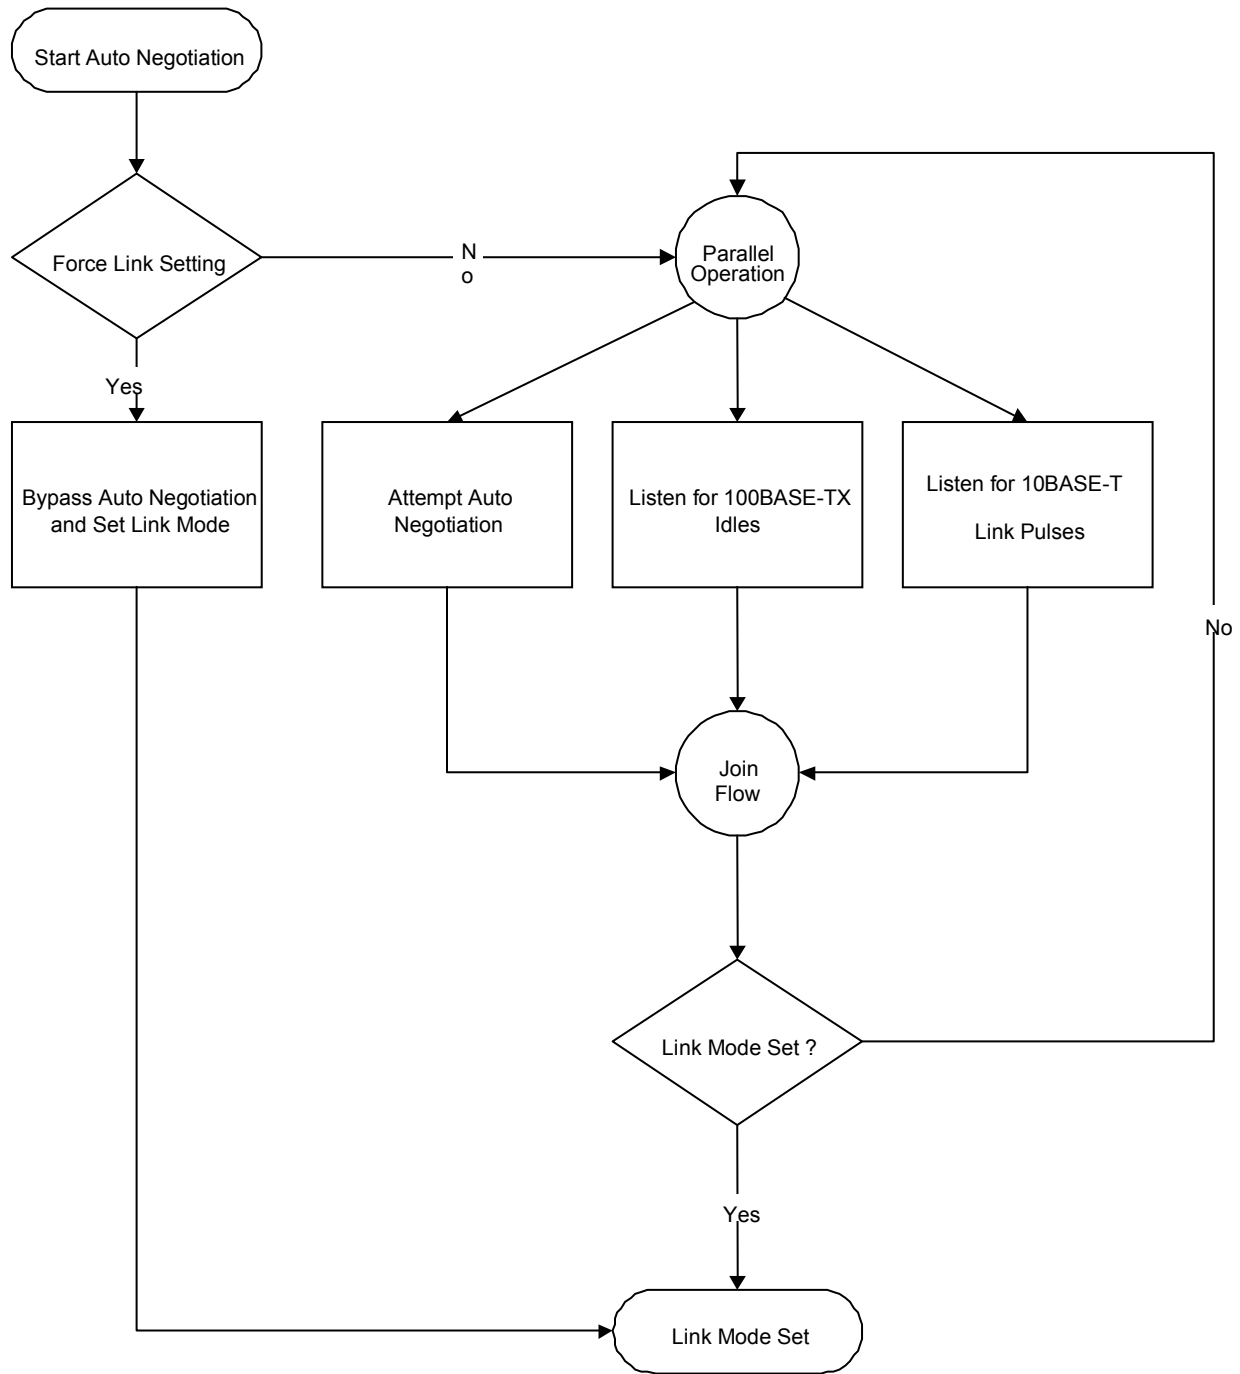 Start Auto Negotiation
Force Link Setting
N
o
Parallel
Operation
Yes
Bypass Auto Negotiation
and Set Link Mode
Attempt Auto
Negotiation
Listen for 100BASE-TX
Idles
Listen for 10BASE-T
Link Pulses
No
Join
Flow
Link Mode Set ?
Yes
Link Mode Set